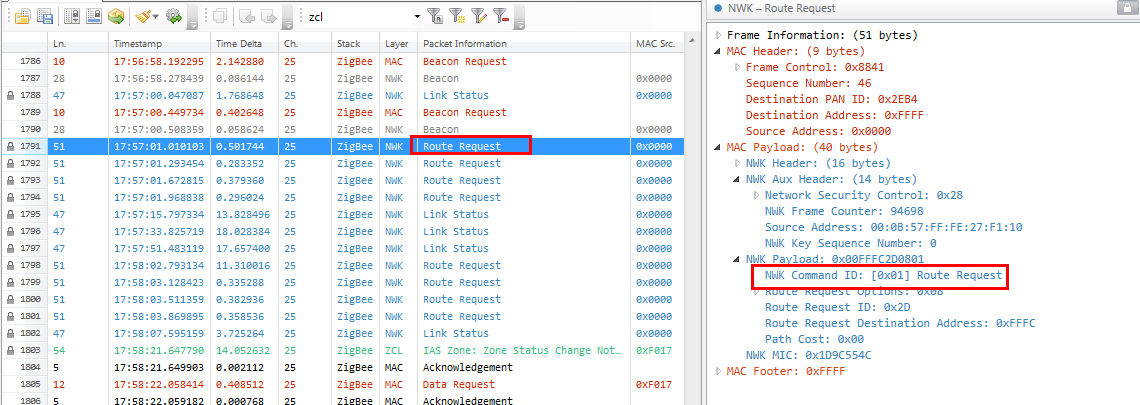 zcl
Ln. Timestamp Time Delta Ch. Stack Layer Packet Information MAC Src.
1786 10 17:56:58.192295 2.142880 25 ZigBee MAC Beacon Request
1787 28 17:56:58.278439 0.086144 25 ZigBee NWK Beacon 0x0000
1788 47 17:57:00.047087 1.768648 25 ZigBee NWK Link Status 0x0000
1789 10 17:57:00.449734 0.402648 25 ZigBee MAC Beacon Request
1790 28 17:57:00.508359 0.058624 25 ZigBee NWK Beacon 0x0000
1791 51 17:57:01.010103 0.501744 25 ZigBee NWK Route Request 0x0000
1792 51 17:57:01.293454 0.283352 25 ZigBee NWK Route Request 0x0000
1793 51 17:57:01.672815 0.379360 25 ZigBee NWK Route Request 0x0000
1794 51 17:57:01.968838 0.296024 25 ZigBee NWK Route Request 0x0000
1795 47 17:57:15.797334 13.828496 25 ZigBee NWK Link Status 0x0000
1796 47 17:57:33.825719 18.028384 25 ZigBee NWK Link Status 0x0000
1797 47 17:57:51.483119 17.657400 25 ZigBee NWK Link Status 0x0000
1798 51 17:58:02.793134 11.310016 25 ZigBee NWK Route Request 0x0000
1799 51 17:58:03.128422 0.335288 25 ZigBee NWK Route Request 0x0000
1800 51 17:58:03.511359 0.382936 25 ZigBee NWK Route Request 0x0000
1801 51 17:58:03.869895 0.358536 25 ZigBee NWK Route Request 0x0000
1802 47 17:58:07.595159 3.725264 25 ZigBee NWK Link Status 0x0000
1803 54 17:58:21.647790 14.052632 25 ZigBee ZCL IAS Zone: Zone Status Change Not... 0xF017
1804 5 17:58:21.649903 0.002112 25 ZigBee MAC Acknowledgement
1805 12 17:58:22.058414 0.408512 25 ZigBee MAC Data Request 0xF017
1806 5 17:58:22.059182 0.000768 25 ZigBee MAC Acknowledgement
NWK – Route Request
Frame Information: (51 bytes)
MAC Header: (9 bytes)
Frame Control: 0x8841
Sequence Number: 46
Destination PAN ID: 0x2EB4
Destination Address: 0xFFFF
Source Address: 0x0000
MAC Payload: (40 bytes)
NWK Header: (16 bytes)
NWK Aux Header: (14 bytes)
Network Security Control: 0x28
NWK Frame Counter: 94698
Source Address: 00:0B:57:FF:FE:27:F1:10
NWK Key Sequence Number: 0
NWK Payload: 0x00FFFC2D0801
NWK Command ID: [0x01] Route Request
Route Request Options: 0x08
Route Request ID: 0x2D
Route Request Destination Address: 0xFFFC
Path Cost: 0x00
NWK MIC: 0x1D9C554C
MAC Footer: 0xFFFF